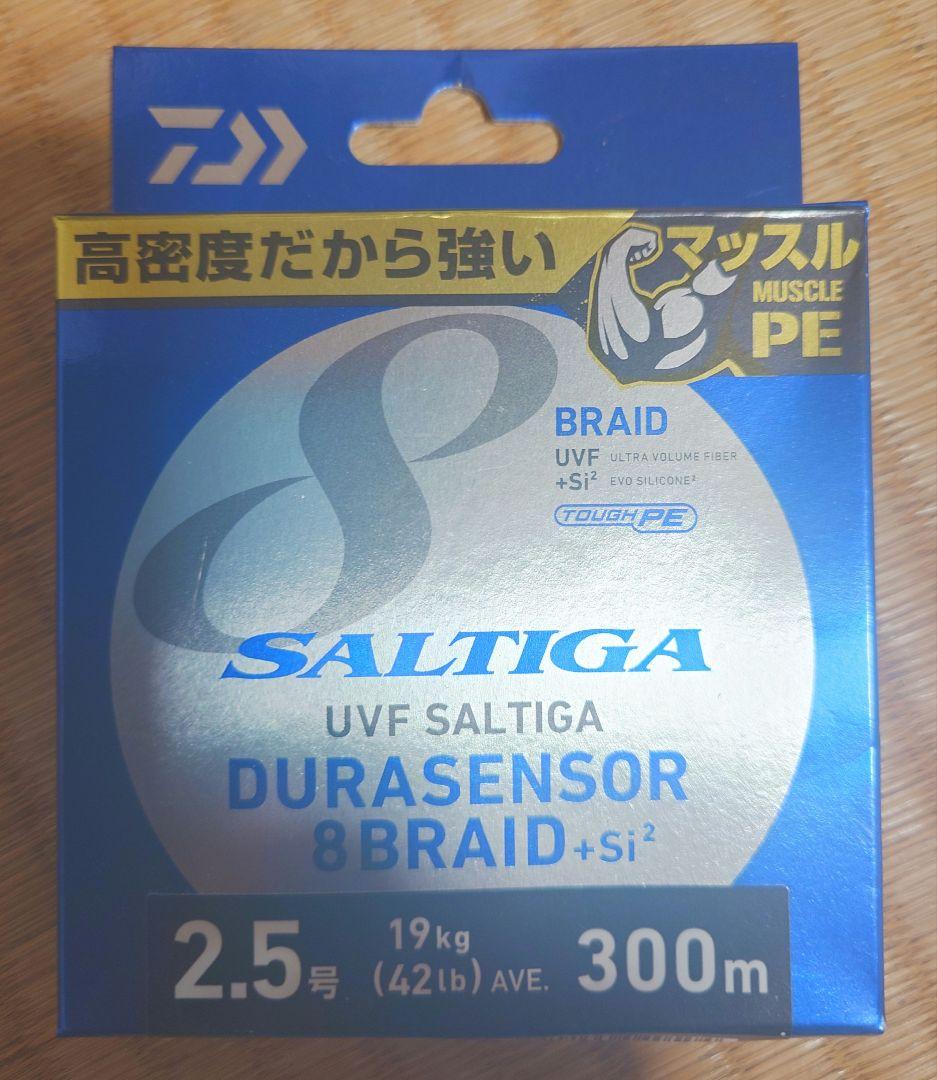 高密度だから強い
マッスル
MUSCLE
PE
8
BRAID
UVF ULTRA VOLUME FIBER
+Si² EVO SILICONE²
TOUGH PE
SALTIGA
UVF SALTIGA
DURASENSOR
8BRAID+Si²
2.5号 19kg (42lb) AVE. 300m